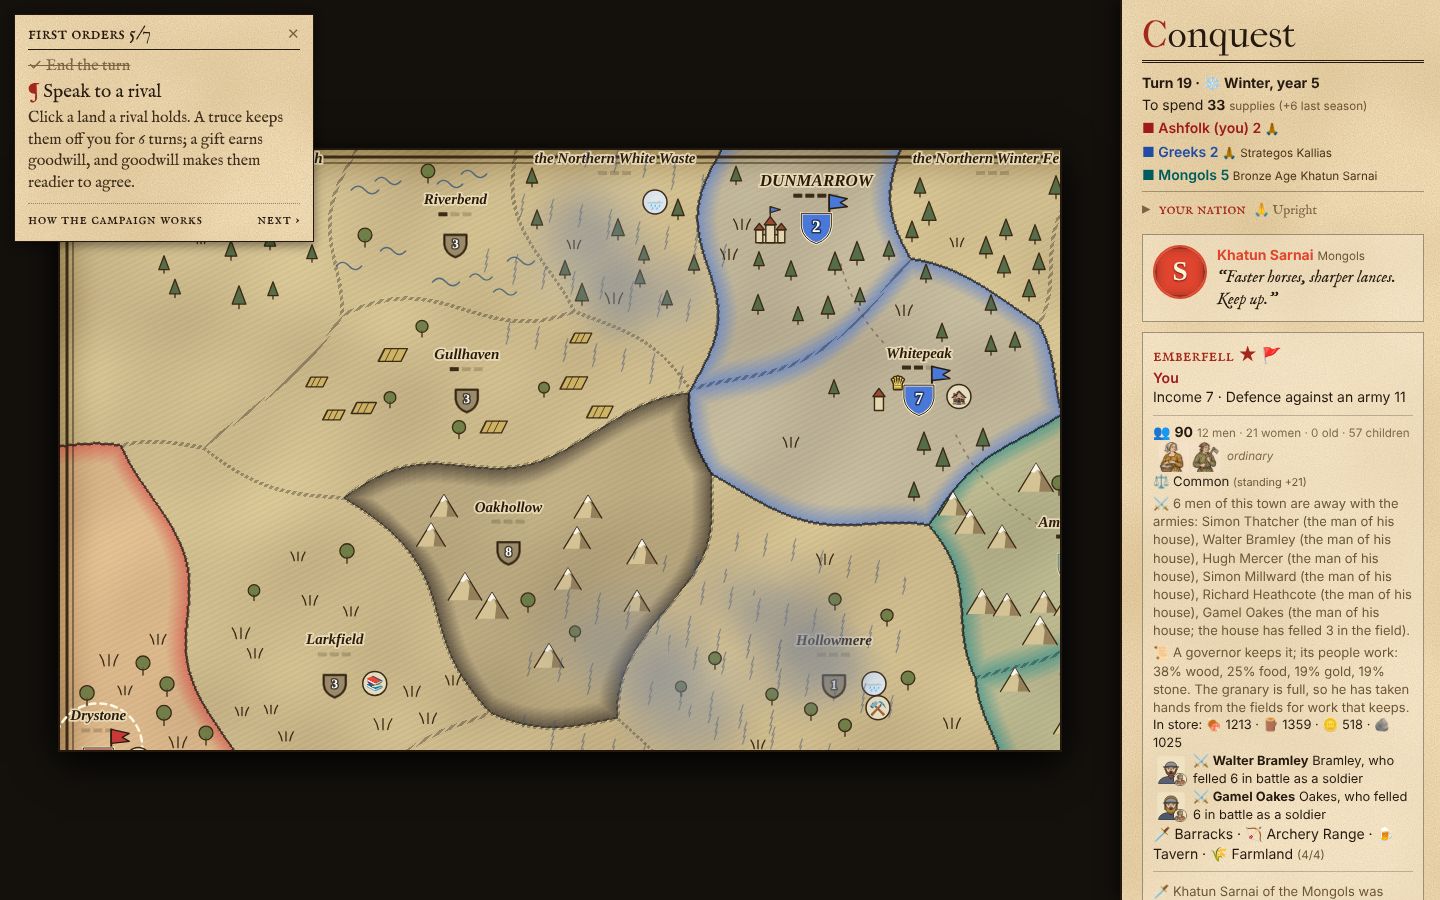 FIRST ORDERS 5/7
×
✓ End the turn
¶ Speak to a rival
Click a land a rival holds. A truce keeps
them off you for 6 turns; a gift earns
goodwill, and goodwill makes them
readier to agree.
HOW THE CAMPAIGN WORKS
NEXT ›
h
the Northern White Waste
the Northern Winter Fe
Riverbend
3
DUNMARROW
2
Gullhaven
3
Whitepeak
7
Oakhollow
8
Am
Larkfield
3
Hollowmere
1
Drystone
Conquest
Turn 19 · ❄️ Winter, year 5
To spend 33 supplies (+6 last season)
Ashfolk (you) 2 🙏
Greeks 2 🙏 Strategos Kallias
Mongols 5 Bronze Age Khatun Sarnai
▶ YOUR NATION 🙏 Upright
S
Khatun Sarnai Mongols
“Faster horses, sharper lances.
Keep up.”
EMBERFELL ★ 🚩
You
Income 7 · Defence against an army 11
👥 90 12 men · 21 women · 0 old · 57 children
ordinary
⚖️ Common (standing +21)
⚔️ 6 men of this town are away with the
armies: Simon Thatcher (the man of his
house), Walter Bramley (the man of his
house), Hugh Mercer (the man of his
house), Simon Millward (the man of his
house), Richard Heathcote (the man of his
house), Gamel Oakes (the man of his
house; the house has felled 3 in the field).
📜 A governor keeps it; its people work:
38% wood, 25% food, 19% gold, 19%
stone. The granary is full, so he has taken
hands from the fields for work that keeps.
In store: 🍖 1213 · 🪵 1359 · 🪙 518 · 🪨
1025
⚔️ Walter Bramley Bramley, who
felled 6 in battle as a soldier
⚔️ Gamel Oakes Oakes, who felled
6 in battle as a soldier
🗡️ Barracks · 🏹 Archery Range · 🍺
Tavern · 🌾 Farmland (4/4)
🗡️ Khatun Sarnai of the Mongols was